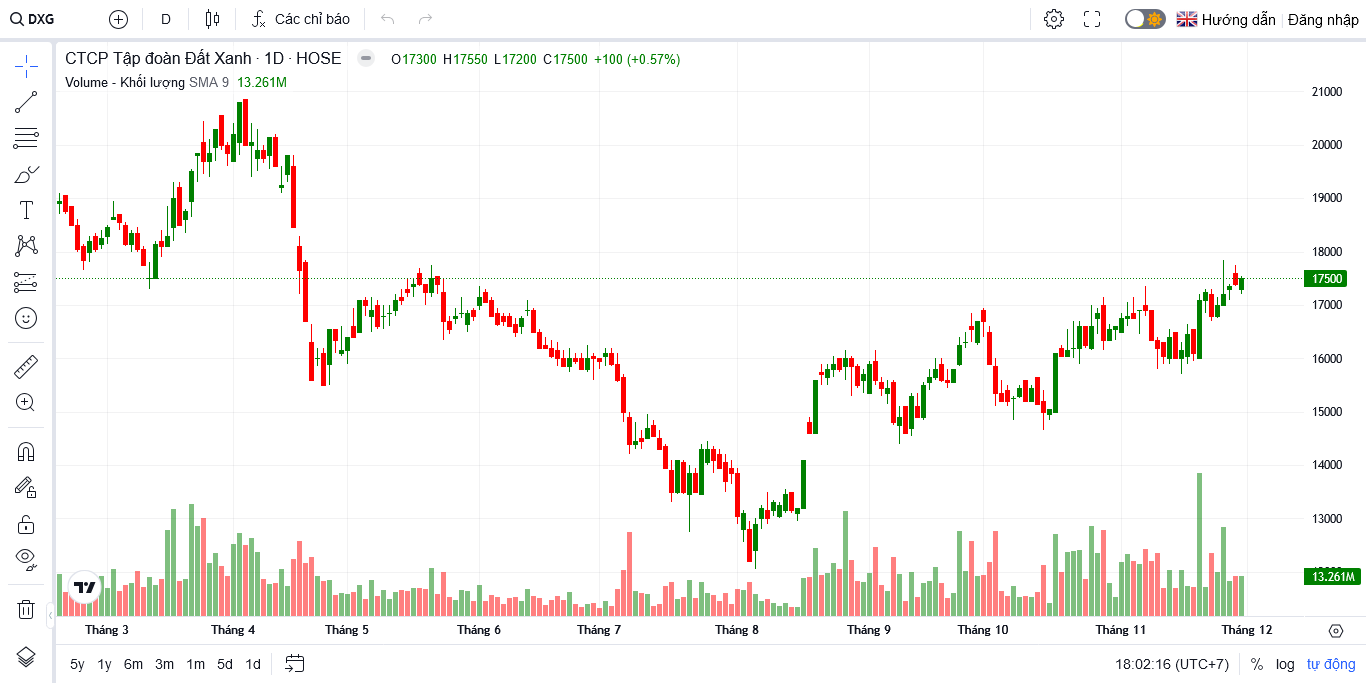 DXG D Các chỉ báo Hướng dẫn Đăng nhập
CTCP Tập đoàn Đất Xanh · 1D · HOSE O17300 H17550 L17200 C17500 +100 (+0.57%)
Volume - Khối lượng SMA 9 13.261M
21000
20000
19000
18000
17500
17000
16000
15000
14000
13000
13.261M
Tháng 3 Tháng 4 Tháng 5 Tháng 6 Tháng 7 Tháng 8 Tháng 9 Tháng 10 Tháng 11 Tháng 12
5y 1y 6m 3m 1m 5d 1d 18:02:16 (UTC+7) % log tự động